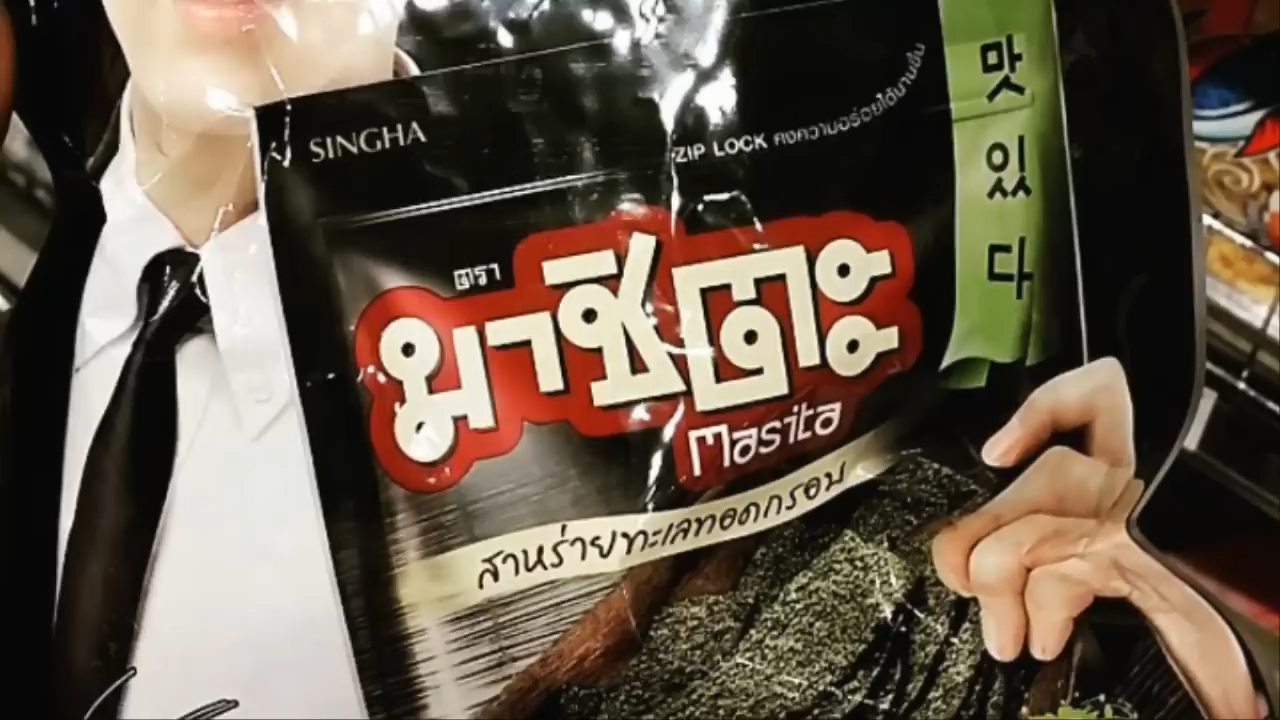 SINGHA
ZIP LOCK คงความอร่อยได้นานขึ้น
ตรา
มาชิตะ
Masita
สาหร่ายทะเลทอดกรอบ
맛있다